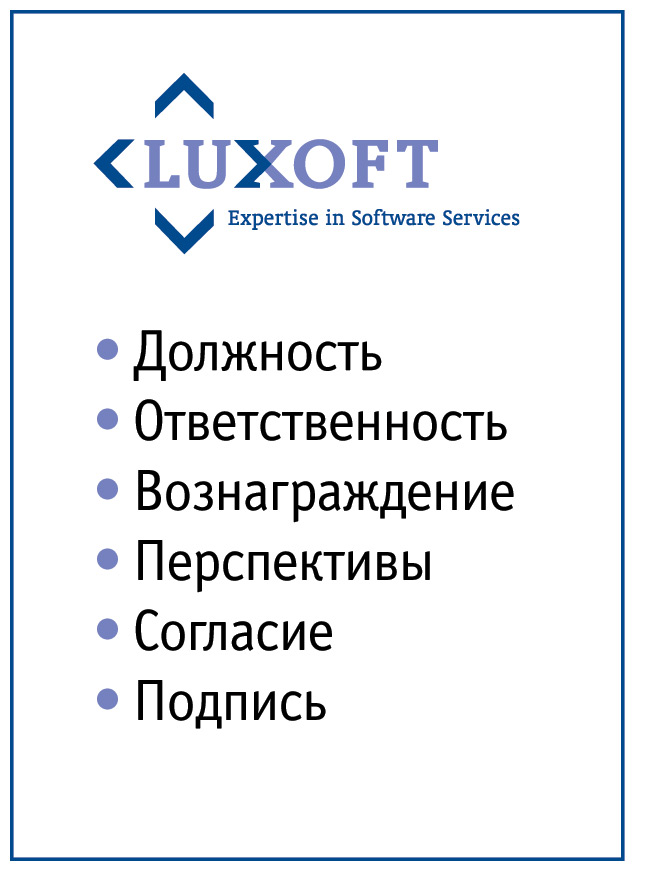 LUXOFT
Expertise in Software Services
• Должность
• Ответственность
• Вознаграждение
• Перспективы
• Согласие
• Подпись